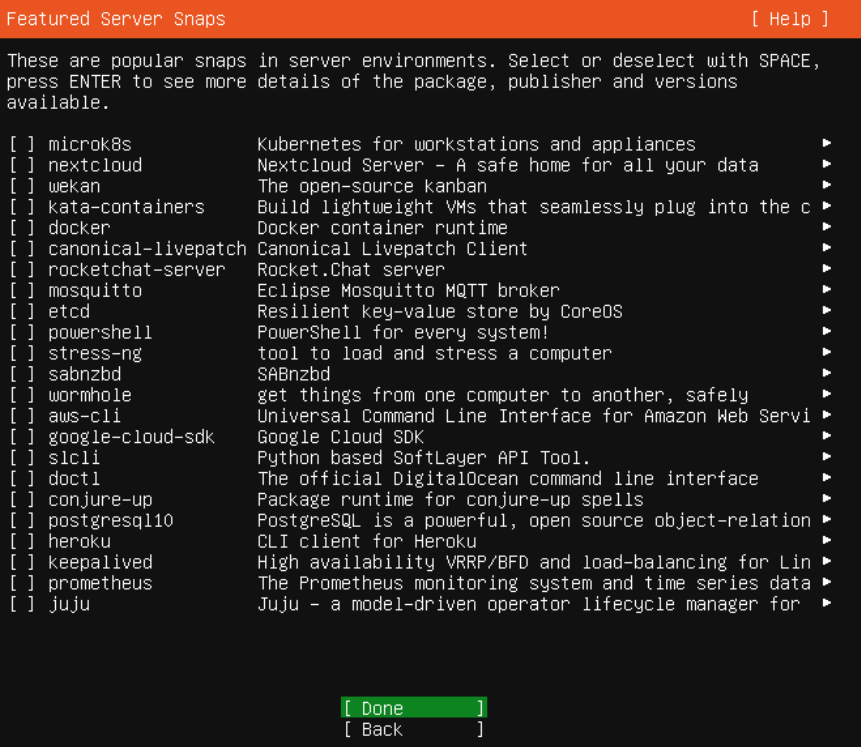 Featured Server Snaps [ Help ]
These are popular snaps in server environments. Select or deselect with SPACE,
press ENTER to see more details of the package, publisher and versions
available.
[ ] microk8s Kubernetes for workstations and appliances ►
[ ] nextcloud Nextcloud Server - A safe home for all your data ►
[ ] wekan The open-source kanban ►
[ ] kata-containers Build lightweight VMs that seamlessly plug into the c ►
[ ] docker Docker container runtime ►
[ ] canonical-livepatch Canonical Livepatch Client ►
[ ] rocketchat-server Rocket.Chat server ►
[ ] mosquitto Eclipse Mosquitto MQTT broker ►
[ ] etcd Resilient key-value store by CoreOS ►
[ ] powershell PowerShell for every system! ►
[ ] stress-ng tool to load and stress a computer ►
[ ] sabnzbd SABnzbd ►
[ ] wormhole get things from one computer to another, safely ►
[ ] aws-cli Universal Command Line Interface for Amazon Web Servi ►
[ ] google-cloud-sdk Google Cloud SDK ►
[ ] slcli Python based SoftLayer API Tool. ►
[ ] doctl The official DigitalOcean command line interface ►
[ ] conjure-up Package runtime for conjure-up spells ►
[ ] postgresql10 PostgreSQL is a powerful, open source object-relation ►
[ ] heroku CLI client for Heroku ►
[ ] keepalived High availability VRRP/BFD and load-balancing for Lin ►
[ ] prometheus The Prometheus monitoring system and time series data ►
[ ] juju Juju - a model-driven operator lifecycle manager for ►
[ Done ]
[ Back ]